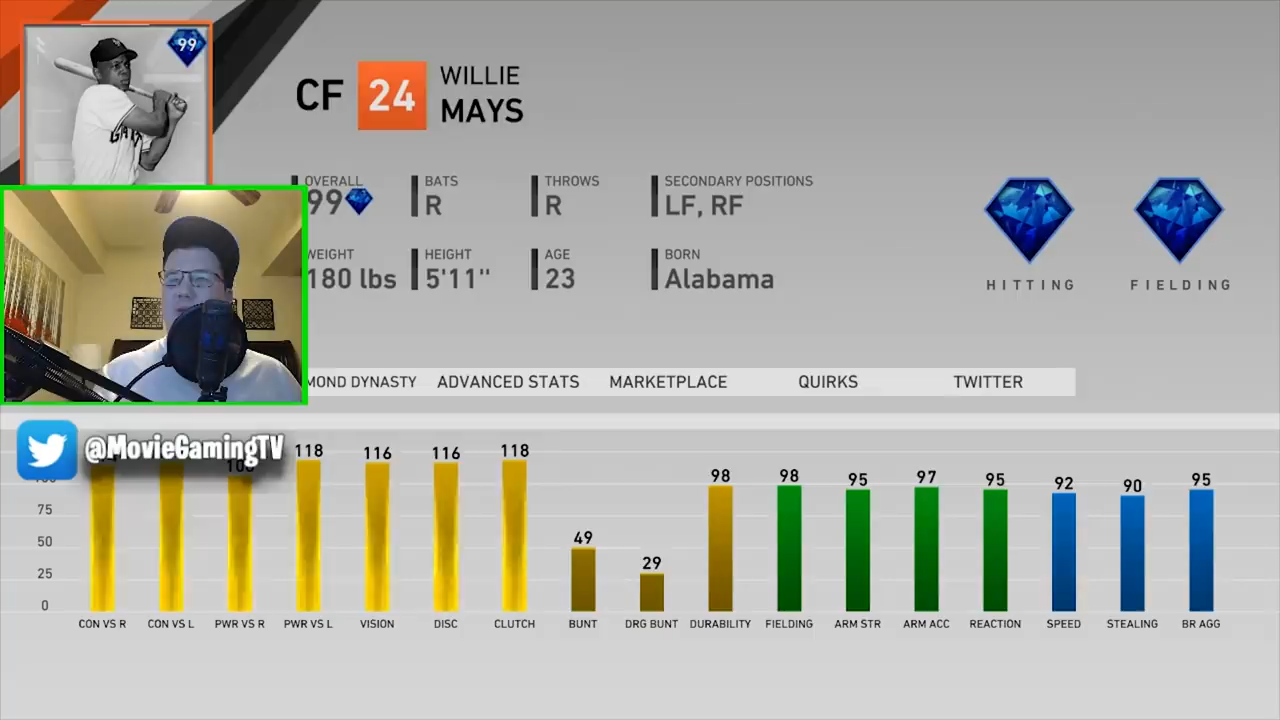 99
CF 24 WILLIE
MAYS
OVERALL BATS THROWS SECONDARY POSITIONS
99 R R LF, RF
WEIGHT HEIGHT AGE BORN
180 lbs 5'11" 23 Alabama
HITTING FIELDING
MOND DYNASTY ADVANCED STATS MARKETPLACE QUIRKS TWITTER
@MovieGamingTV
118 116 116 118 49 29 98 98 95 97 95 92 90 95
75
50
25
0
CON VS R CON VS L PWR VS R PWR VS L VISION DISC CLUTCH BUNT DRG BUNT DURABILITY FIELDING ARM STR ARM ACC REACTION SPEED STEALING BR AGG